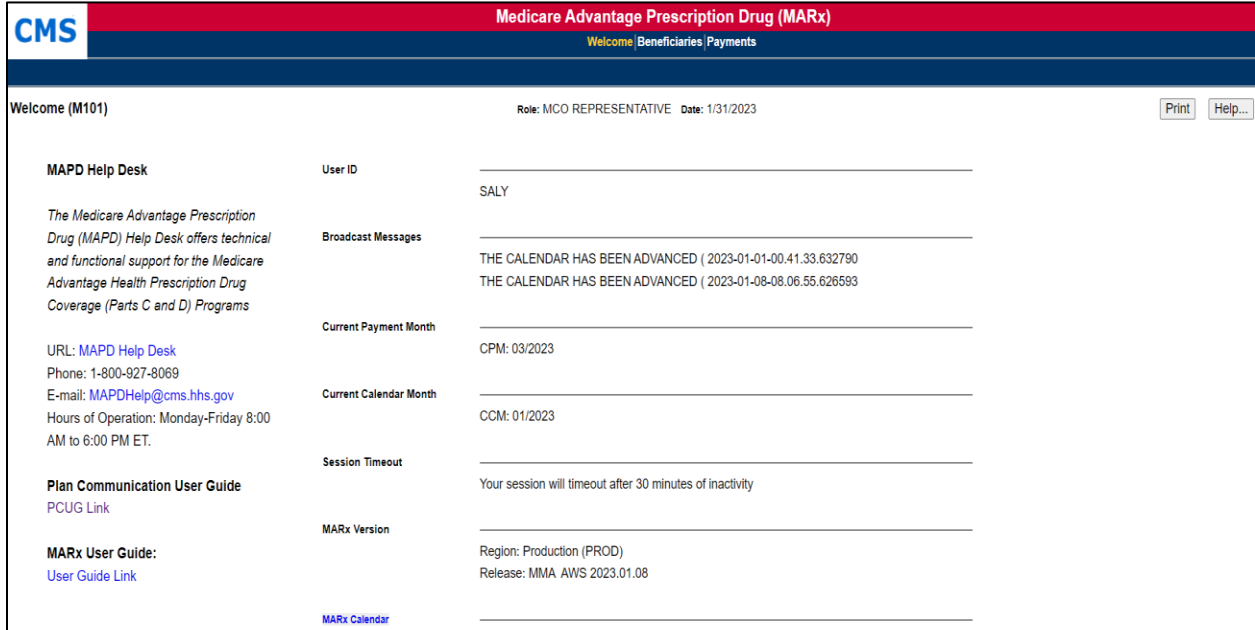 CMS
Medicare Advantage Prescription Drug (MARx)
Welcome|Beneficiaries|Payments
Welcome (M101)
Role: MCO REPRESENTATIVE Date: 1/31/2023
Print
Help...
MAPD Help Desk
The Medicare Advantage Prescription
Drug (MAPD) Help Desk offers technical
and functional support for the Medicare
Advantage Health Prescription Drug
Coverage (Parts C and D) Programs
URL: MAPD Help Desk
Phone: 1-800-927-8069
E-mail: MAPDHelp@cms.hhs.gov
Hours of Operation: Monday-Friday 8:00
AM to 6:00 PM ET.
Plan Communication User Guide
PCUG Link
MARx User Guide:
User Guide Link
User ID
SALY
Broadcast Messages
THE CALENDAR HAS BEEN ADVANCED ( 2023-01-01-00.41.33.632790
THE CALENDAR HAS BEEN ADVANCED ( 2023-01-08-08.06.55.626593
Current Payment Month
CPM: 03/2023
Current Calendar Month
CCM: 01/2023
Session Timeout
Your session will timeout after 30 minutes of inactivity
MARx Version
Region: Production (PROD)
Release: MMA AWS 2023.01.08
MARx Calendar